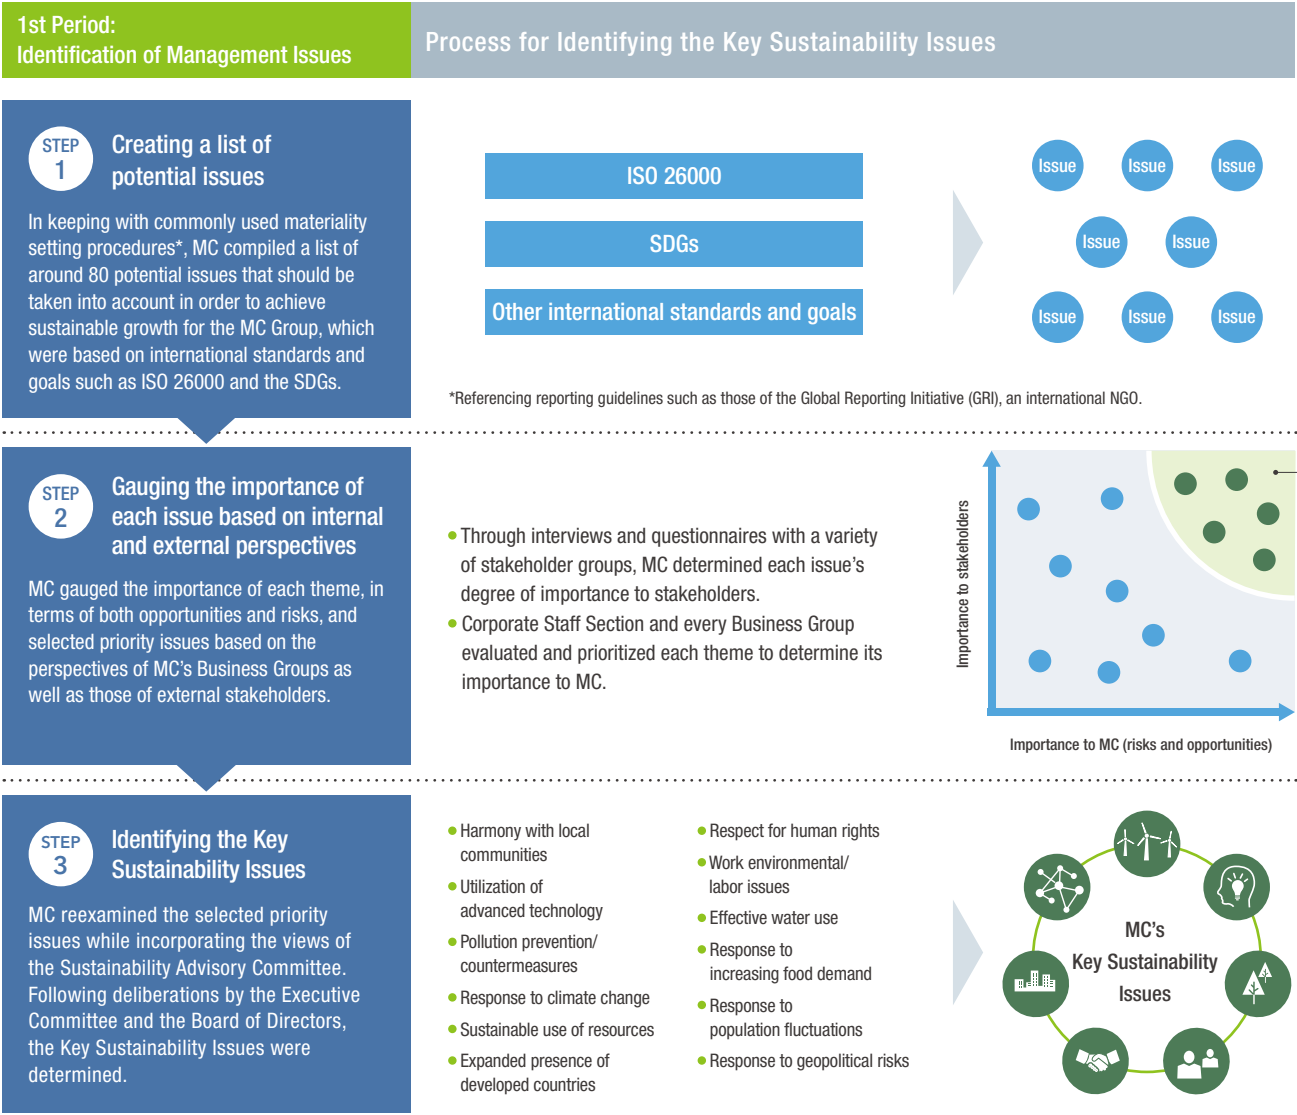 1st Period:
Identification of Management Issues
Process for Identifying the Key Sustainability Issues
STEP
1
Creating a list of
potential issues
In keeping with commonly used materiality
setting procedures*, MC compiled a list of
around 80 potential issues that should be
taken into account in order to achieve
sustainable growth for the MC Group, which
were based on international standards and
goals such as ISO 26000 and the SDGs.
ISO 26000
SDGs
Other international standards and goals
Issue
Issue
Issue
Issue
Issue
Issue
Issue
Issue
*Referencing reporting guidelines such as those of the Global Reporting Initiative (GRI), an international NGO.
STEP
2
Gauging the importance of
each issue based on internal
and external perspectives
MC gauged the importance of each theme, in
terms of both opportunities and risks, and
selected priority issues based on the
perspectives of MC's Business Groups as
well as those of external stakeholders.
• Through interviews and questionnaires with a variety
of stakeholder groups, MC determined each issue's
degree of importance to stakeholders.
• Corporate Staff Section and every Business Group
evaluated and prioritized each theme to determine its
importance to MC.
Importance to stakeholders
Importance to MC (risks and opportunities)
STEP
3
Identifying the Key
Sustainability Issues
MC reexamined the selected priority
issues while incorporating the views of
the Sustainability Advisory Committee.
Following deliberations by the Executive
Committee and the Board of Directors,
the Key Sustainability Issues were
determined.
• Harmony with local
communities
• Utilization of
advanced technology
• Pollution prevention/
countermeasures
• Response to climate change
• Sustainable use of resources
• Expanded presence of
developed countries
• Respect for human rights
• Work environmental/
labor issues
• Effective water use
• Response to
increasing food demand
• Response to
population fluctuations
• Response to geopolitical risks
MC's
Key Sustainability
Issues